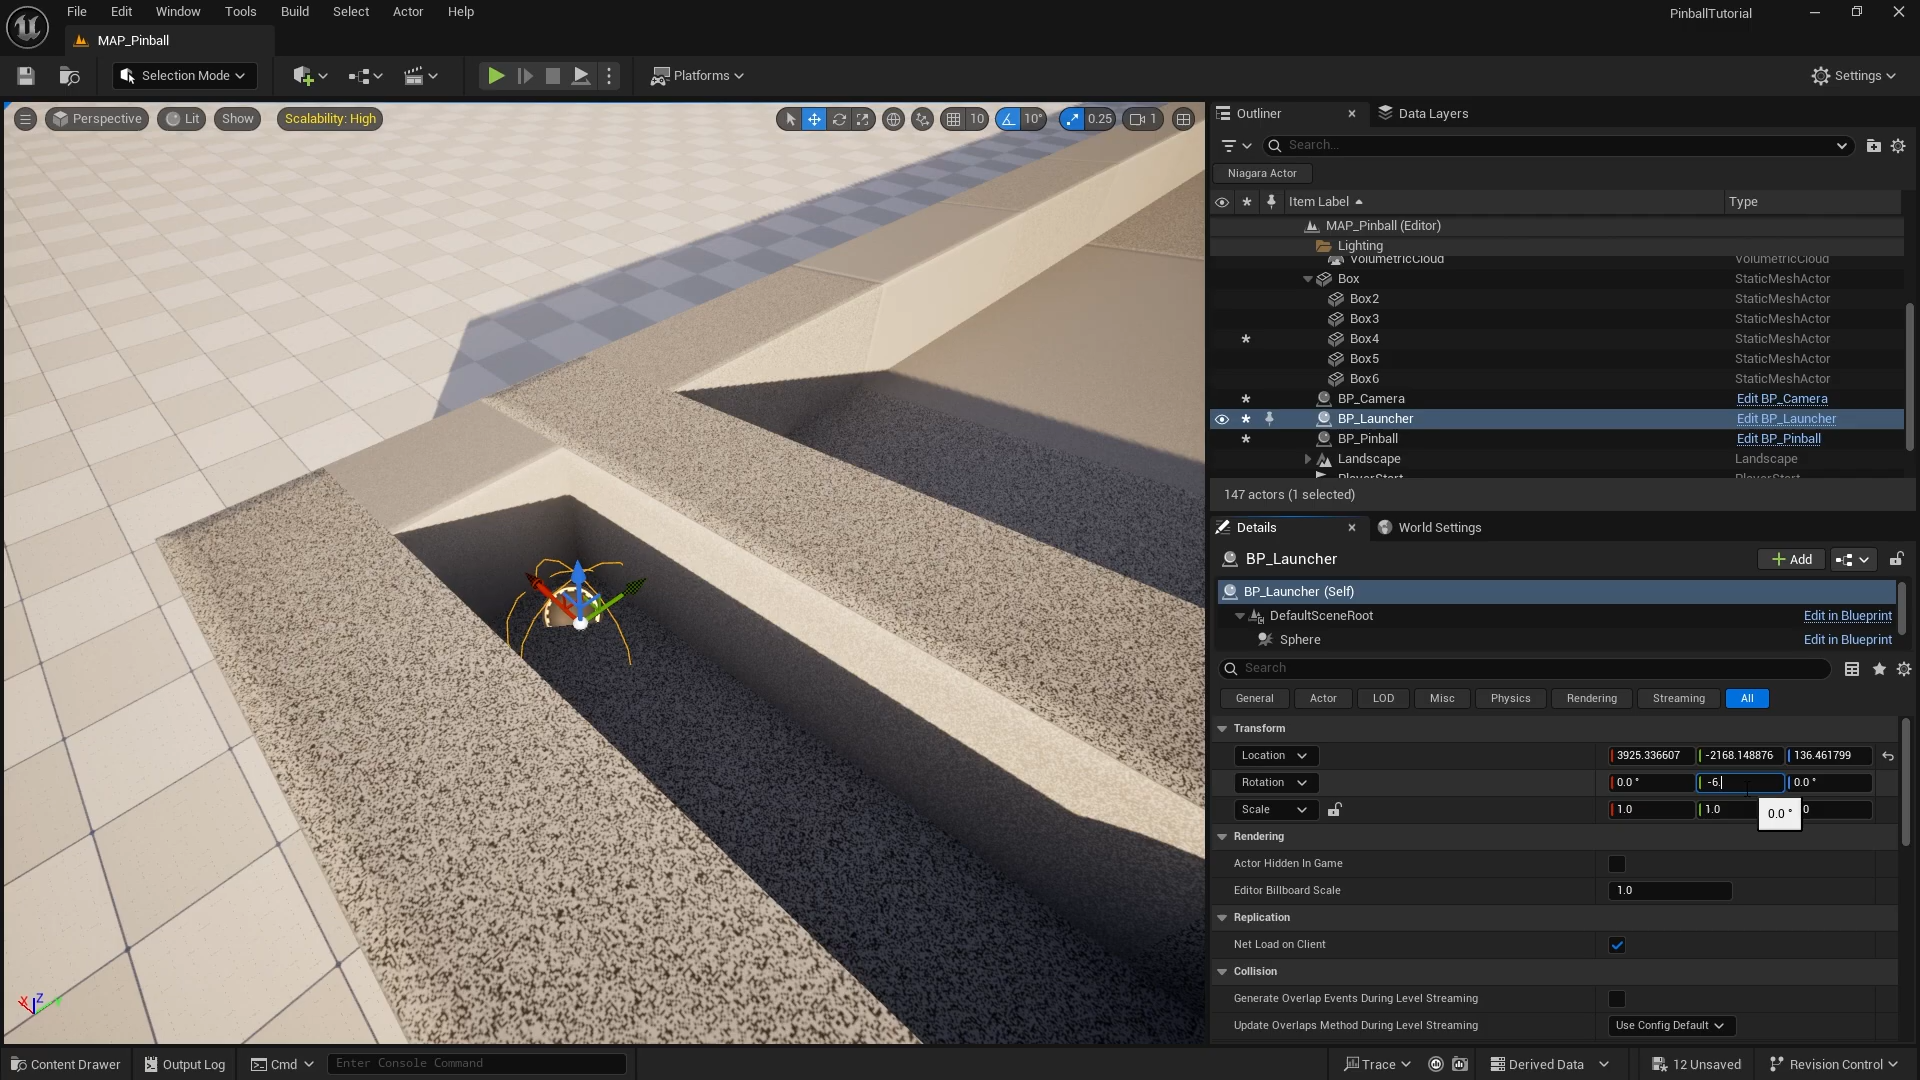 File Edit Window Tools Build Select Actor Help
PinballTutorial
MAP_Pinball
Selection Mode
Platforms
Settings
Perspective Lit Show Scalability: High
10 10° 0.25 1
Outliner Data Layers
Search...
Niagara Actor
Item Label Type
MAP_Pinball (Editor)
Lighting
VolumetricCloud VolumetricCloud
Box StaticMeshActor
Box2 StaticMeshActor
Box3 StaticMeshActor
Box4 StaticMeshActor
Box5 StaticMeshActor
Box6 StaticMeshActor
BP_Camera Edit BP_Camera
BP_Launcher Edit BP_Launcher
BP_Pinball Edit BP_Pinball
Landscape Landscape
PlayerStart PlayerStart
147 actors (1 selected)
Details World Settings
BP_Launcher
Add
BP_Launcher (Self)
DefaultSceneRoot Edit in Blueprint
Sphere Edit in Blueprint
Search
General Actor LOD Misc Physics Rendering Streaming All
Transform
Location 3925.336607 -2168.148876 136.461799
Rotation 0.0 ° -6. 0.0 °
Scale 1.0 1.0 0
0.0 °
Rendering
Actor Hidden In Game
Editor Billboard Scale 1.0
Replication
Net Load on Client
Collision
Generate Overlap Events During Level Streaming
Update Overlaps Method During Level Streaming Use Config Default
X Z Y
Content Drawer Output Log Cmd Enter Console Command Trace Derived Data 12 Unsaved Revision Control